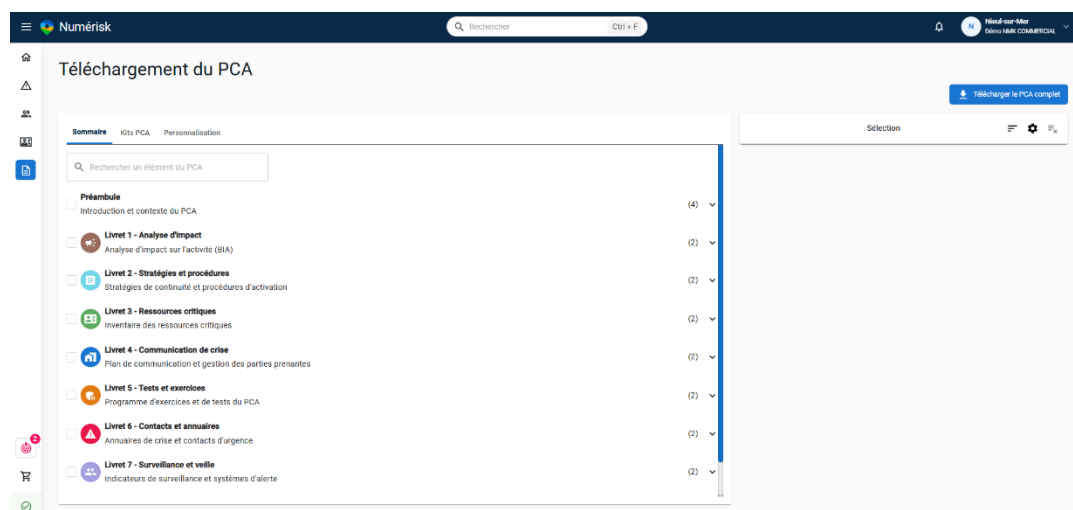 Numérisk
Rechercher
Ctrl + F
N
Nieul-sur-Mer
Démo NMK COMMERCIAL
Téléchargement du PCA
Télécharger le PCA complet
Sommaire
Kits PCA
Personnalisation
Sélection
Rechercher un élément du PCA
Préambule
Introduction et contexte du PCA
(4)
Livret 1 - Analyse d'impact
Analyse d'impact sur l'activité (BIA)
(2)
Livret 2 - Stratégies et procédures
Stratégies de continuité et procédures d'activation
(2)
Livret 3 - Ressources critiques
Inventaire des ressources critiques
(2)
Livret 4 - Communication de crise
Plan de communication et gestion des parties prenantes
(2)
Livret 5 - Tests et exercices
Programme d'exercices et de tests du PCA
(2)
Livret 6 - Contacts et annuaires
Annuaires de crise et contacts d'urgence
(2)
2
Livret 7 - Surveillance et veille
Indicateurs de surveillance et systèmes d'alerte
(2)